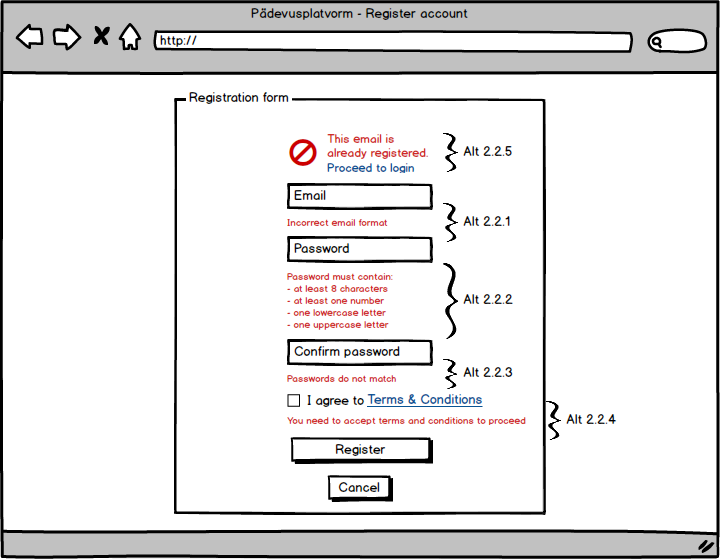 Pädevusplatvorm - Register account
http://
Registration form
This email is
already registered.
Proceed to login
Alt 2.2.5
Email
Incorrect email format
Alt 2.2.1
Password
Password must contain:
- at least 8 characters
- at least one number
- one lowercase letter
- one uppercase letter
Alt 2.2.2
Confirm password
Passwords do not match
Alt 2.2.3
I agree to Terms & Conditions
You need to accept terms and conditions to proceed
Alt 2.2.4
Register
Cancel